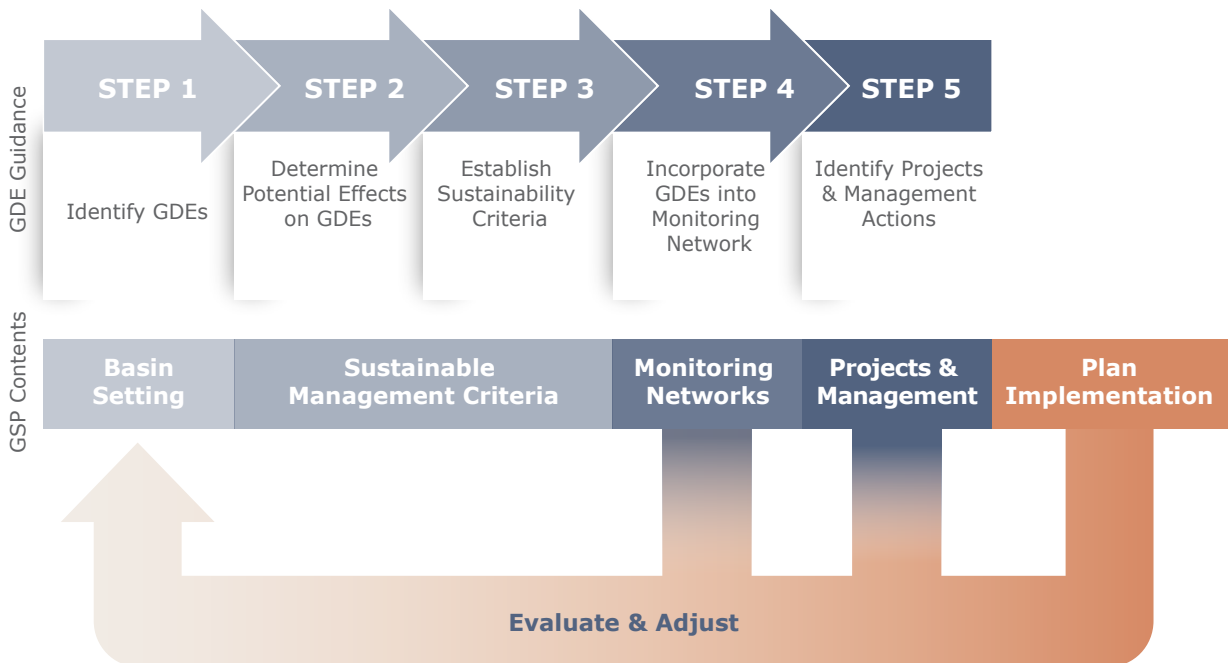 GDE Guidance
STEP 1
STEP 2
STEP 3
STEP 4
STEP 5
Identify GDEs
Determine
Potential Effects
on GDEs
Establish
Sustainability
Criteria
Incorporate
GDEs into
Monitoring
Network
Identify Projects
& Management
Actions
GSP Contents
Basin
Setting
Sustainable
Management Criteria
Monitoring
Networks
Projects &
Management
Plan
Implementation
Evaluate & Adjust